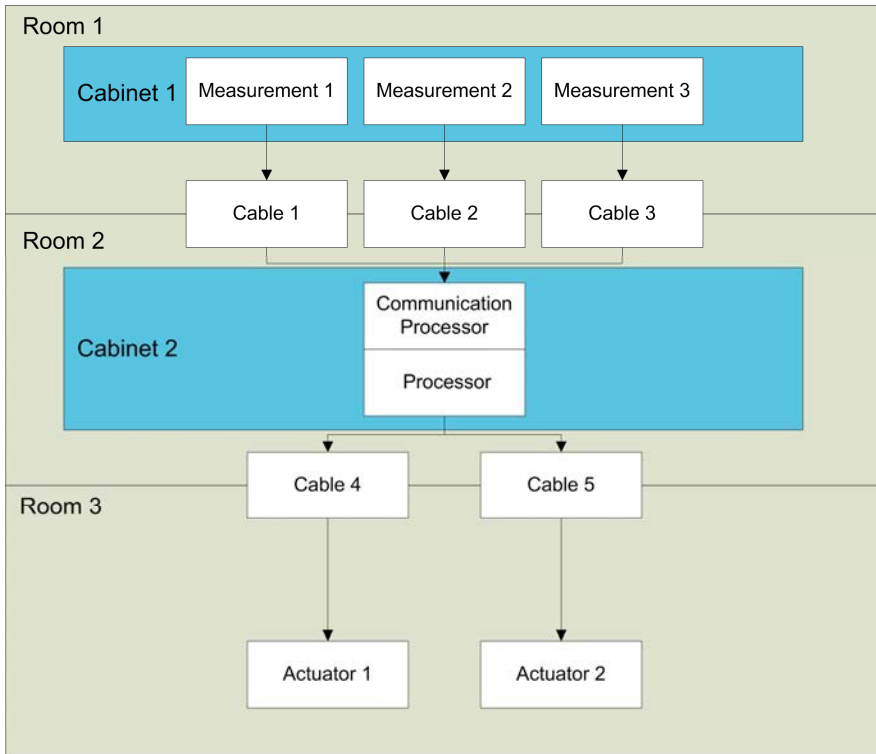 Room 1
Cabinet 1
Measurement 1
Measurement 2
Measurement 3
Cable 1
Cable 2
Cable 3
Room 2
Communication
Processor
Cabinet 2
Processor
Cable 4
Cable 5
Room 3
Actuator 1
Actuator 2